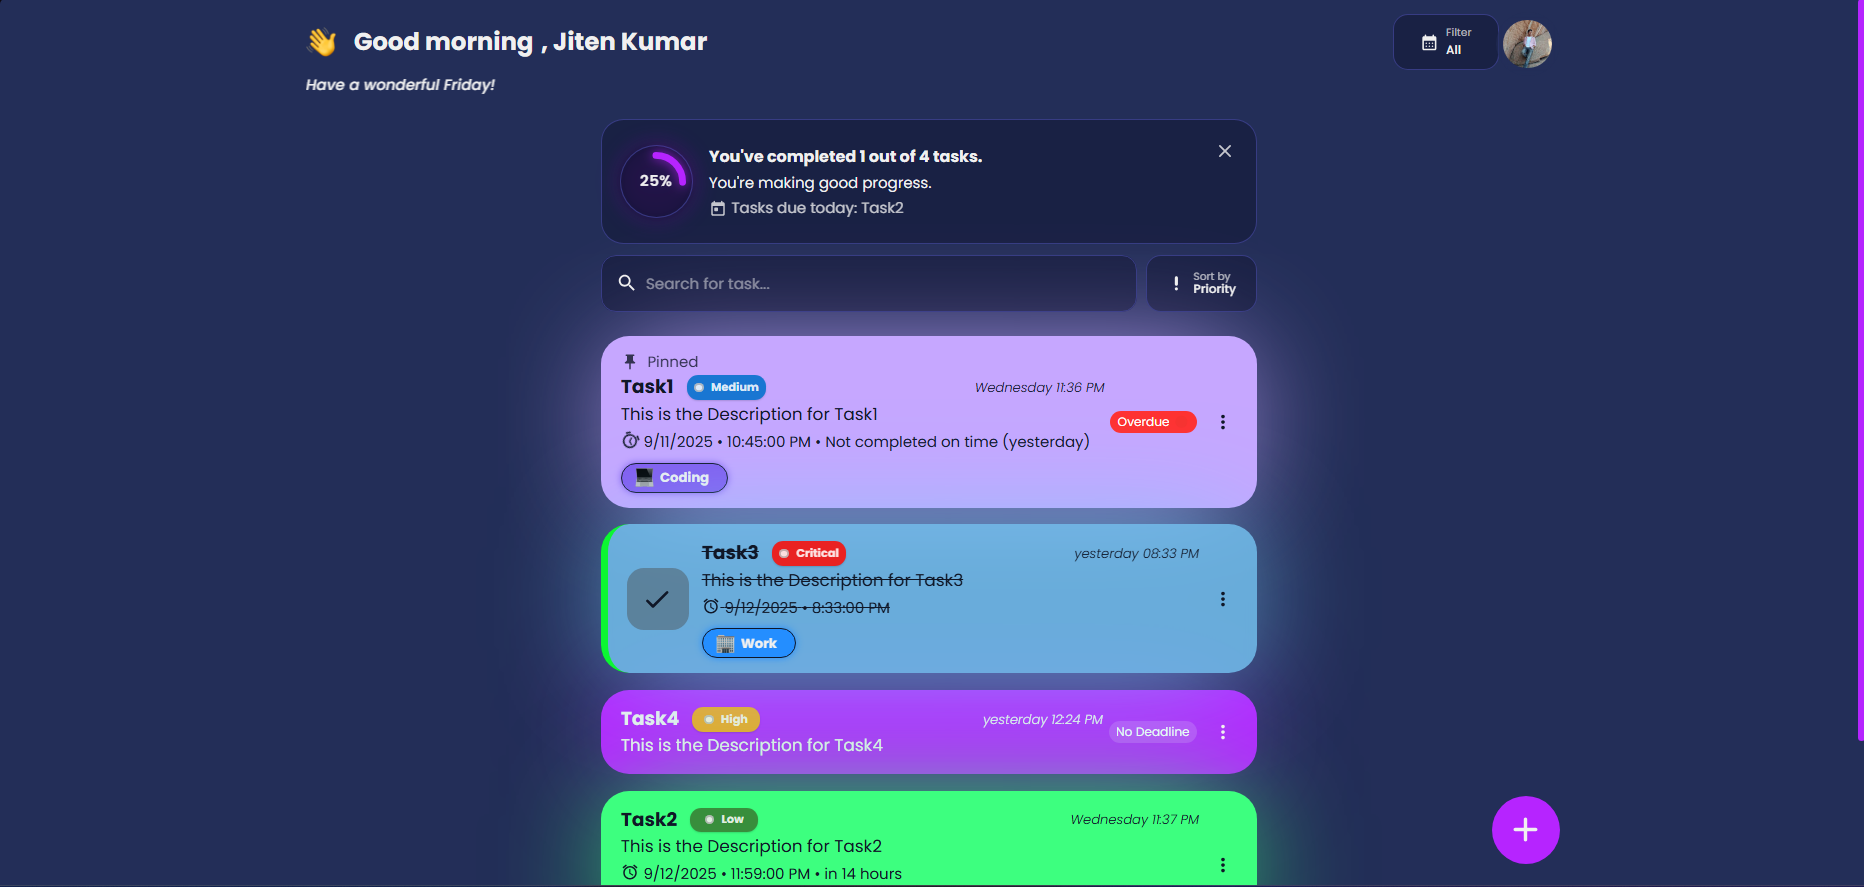 👋 Good morning , Jiten Kumar
Filter
All
Have a wonderful Friday!
25%
You've completed 1 out of 4 tasks.
You're making good progress.
Tasks due today: Task2
Search for task...
Sort by
Priority
Pinned
Task1 Medium Wednesday 11:36 PM
This is the Description for Task1
Overdue
9/11/2025 • 10:45:00 PM • Not completed on time (yesterday)
Coding
Task3 Critical yesterday 08:33 PM
This is the Description for Task3
9/12/2025 • 8:33:00 PM
Work
Task4 High yesterday 12:24 PM
No Deadline
This is the Description for Task4
Task2 Low Wednesday 11:37 PM
This is the Description for Task2
9/12/2025 • 11:59:00 PM • in 14 hours